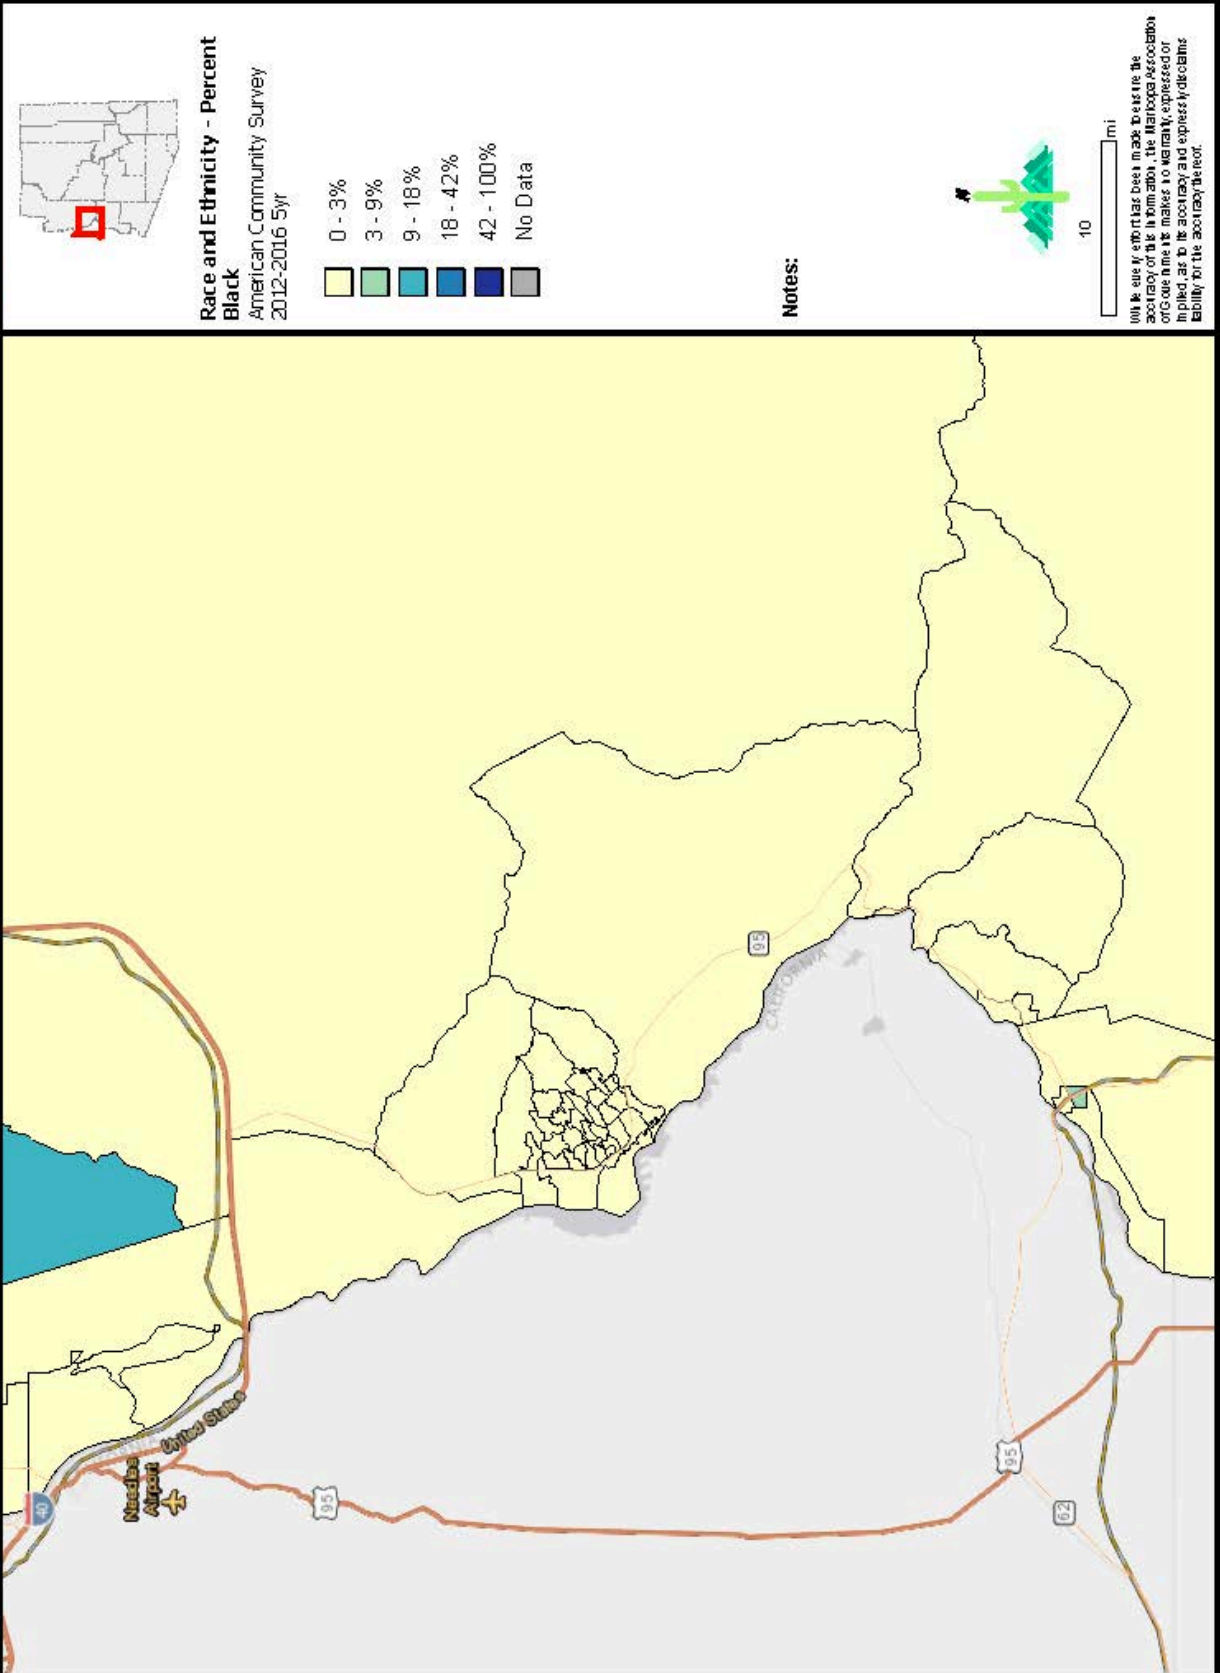 Race and Ethnicity - Percent
Black
American Community Survey
2012-2016 5yr
0 - 3%
3 - 9%
9 - 18%
18 - 42%
42 - 100%
No Data
Notes:
N
10
mi
While every effort has been made to ensure the
accuracy of this information, the Maricopa Association
of Governments makes no warranty, expressed or
implied, as to its accuracy and expressly disclaims
liability for the accuracy thereof.
40
Needles
Airport
United States
95
95
CALIFORNIA
95
62